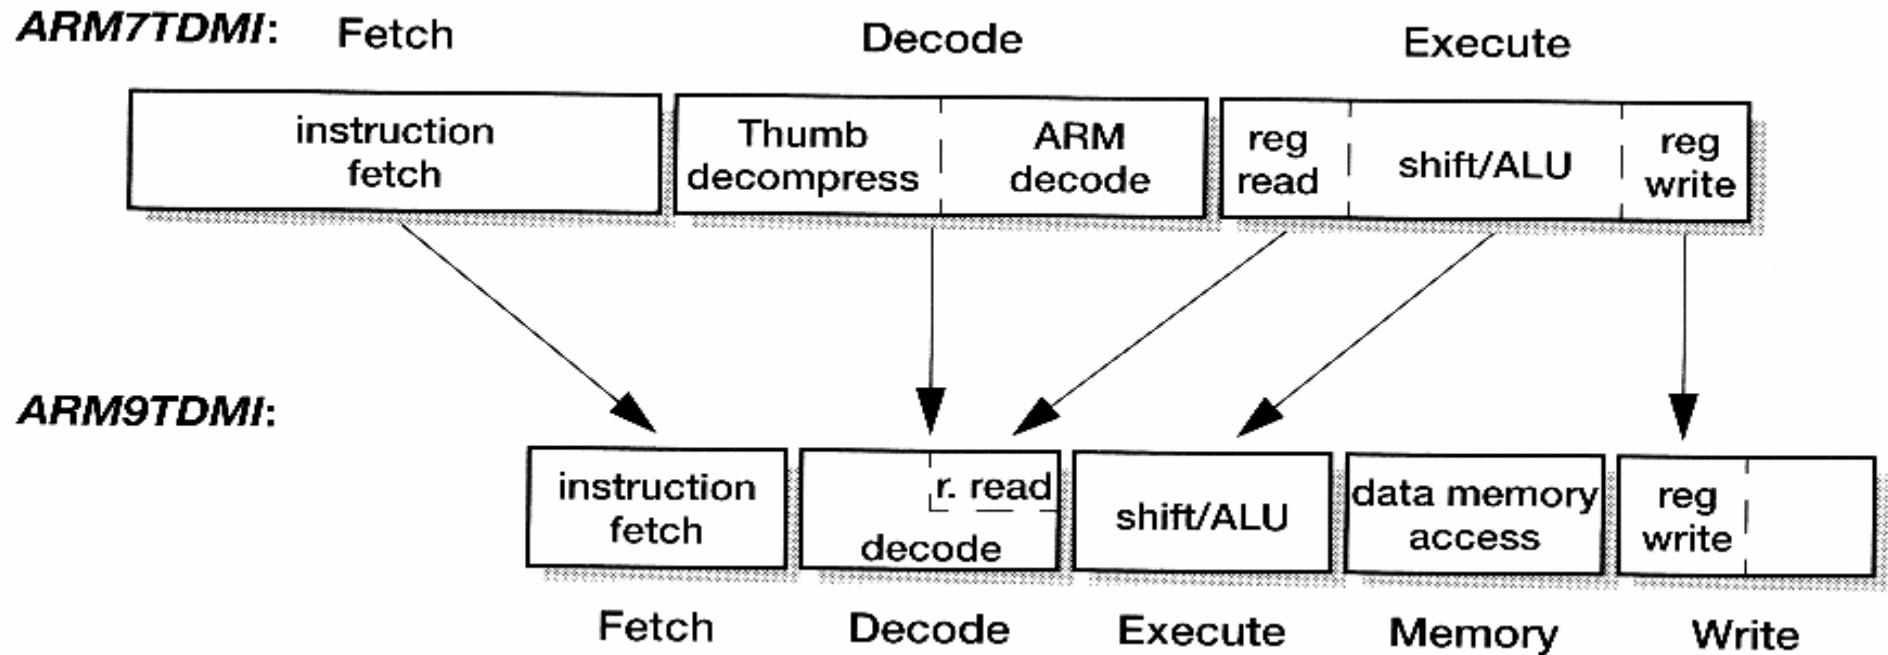 ARM7TDMI: Fetch Decode Execute
instruction
fetch
Thumb
decompress
ARM
decode
reg
read
shift/ALU
reg
write
ARM9TDMI:
instruction
fetch
r. read
decode
shift/ALU
data memory
access
reg
write
Fetch Decode Execute Memory Write